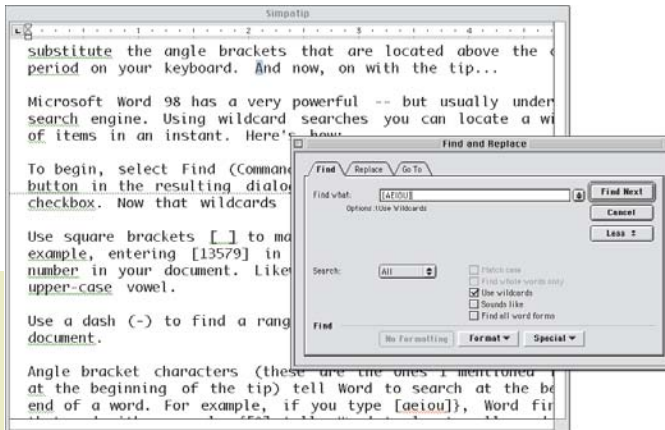 Simpatip
substitute the angle brackets that are located above the
period on your keyboard. And now, on with the tip...
Microsoft Word 98 has a very powerful -- but usually under
search engine. Using wildcard searches you can locate a wi
of items in an instant. Here's how:
To begin, select Find (Command
button in the resulting dialog
checkbox. Now that wildcards
Use square brackets [ ] to ma
example, entering [13579] in
number in your document. Like
upper-case vowel.
Use a dash (-) to find a rang
document.
Angle bracket characters (these are the ones I mentioned
at the beginning of the tip) tell Word to search at the be
end of a word. For example, if you type [aeiou]}, Word fin
Find and Replace
Find
Replace
Go To
Find what:
[AEIOU]
Options: Use Wildcards
Find Next
Cancel
Less
Search:
All
Match case
Find whole words only
Use wildcards
Sounds like
Find all word forms
Find
No Formatting
Format
Special